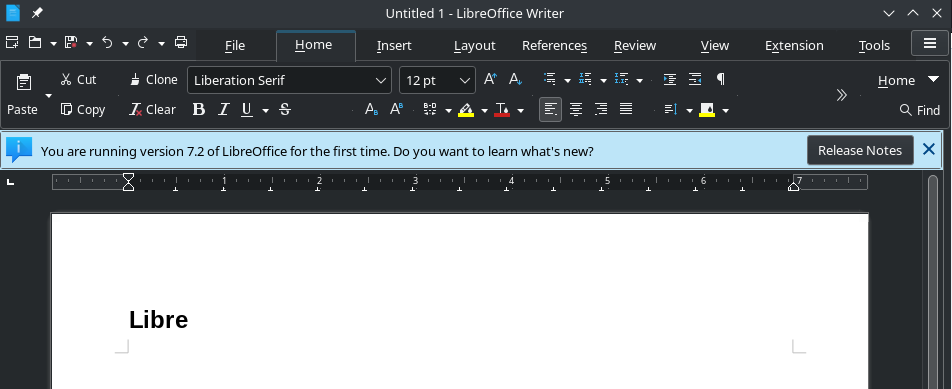 Untitled 1 - LibreOffice Writer
File Home Insert Layout References Review View Extension Tools
Cut Clone Liberation Serif 12 pt Home
Paste Copy Clear B I U S Find
You are running version 7.2 of LibreOffice for the first time. Do you want to learn what's new? Release Notes
1 2 3 4 5 6 7
Libre